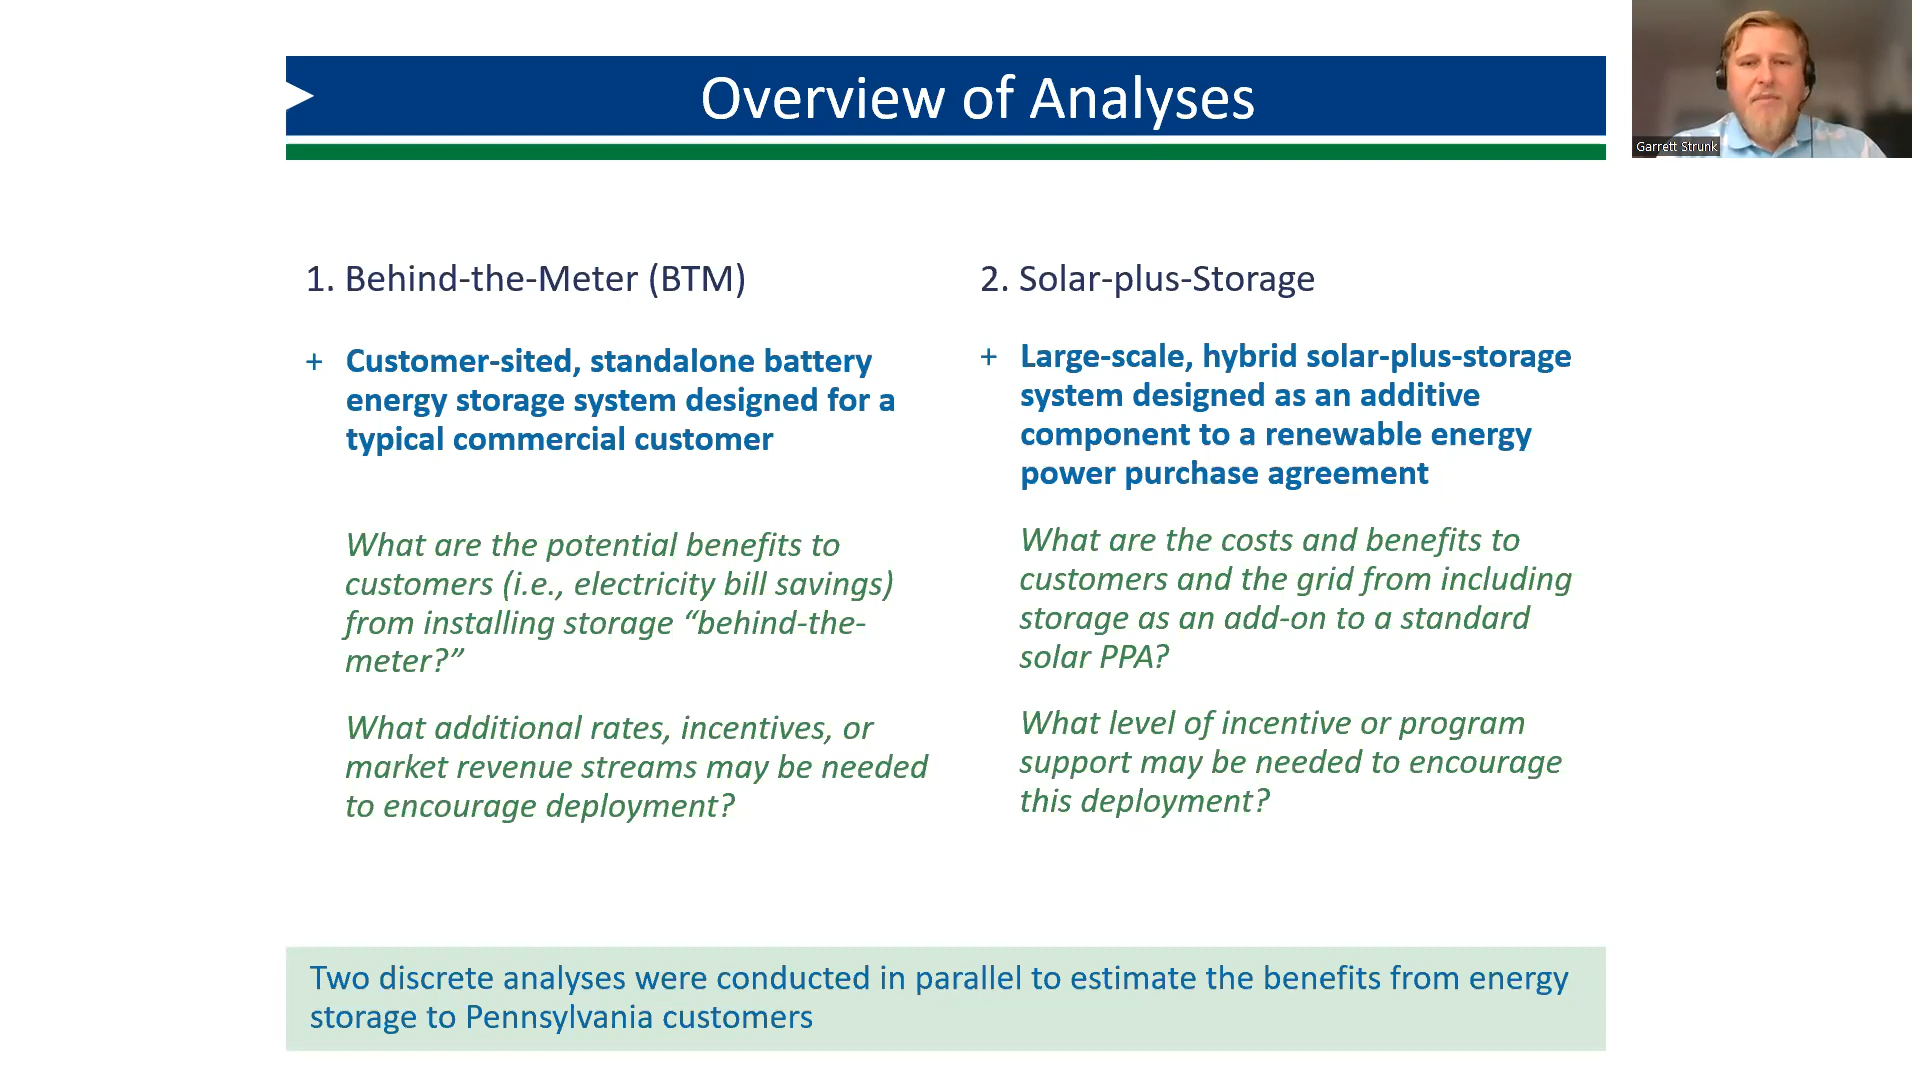 Overview of Analyses
Garrett Strunk
1. Behind-the-Meter (BTM)
+ Customer-sited, standalone battery
energy storage system designed for a
typical commercial customer
What are the potential benefits to
customers (i.e., electricity bill savings)
from installing storage “behind-the-
meter?”
What additional rates, incentives, or
market revenue streams may be needed
to encourage deployment?
2. Solar-plus-Storage
+ Large-scale, hybrid solar-plus-storage
system designed as an additive
component to a renewable energy
power purchase agreement
What are the costs and benefits to
customers and the grid from including
storage as an add-on to a standard
solar PPA?
What level of incentive or program
support may be needed to encourage
this deployment?
Two discrete analyses were conducted in parallel to estimate the benefits from energy
storage to Pennsylvania customers